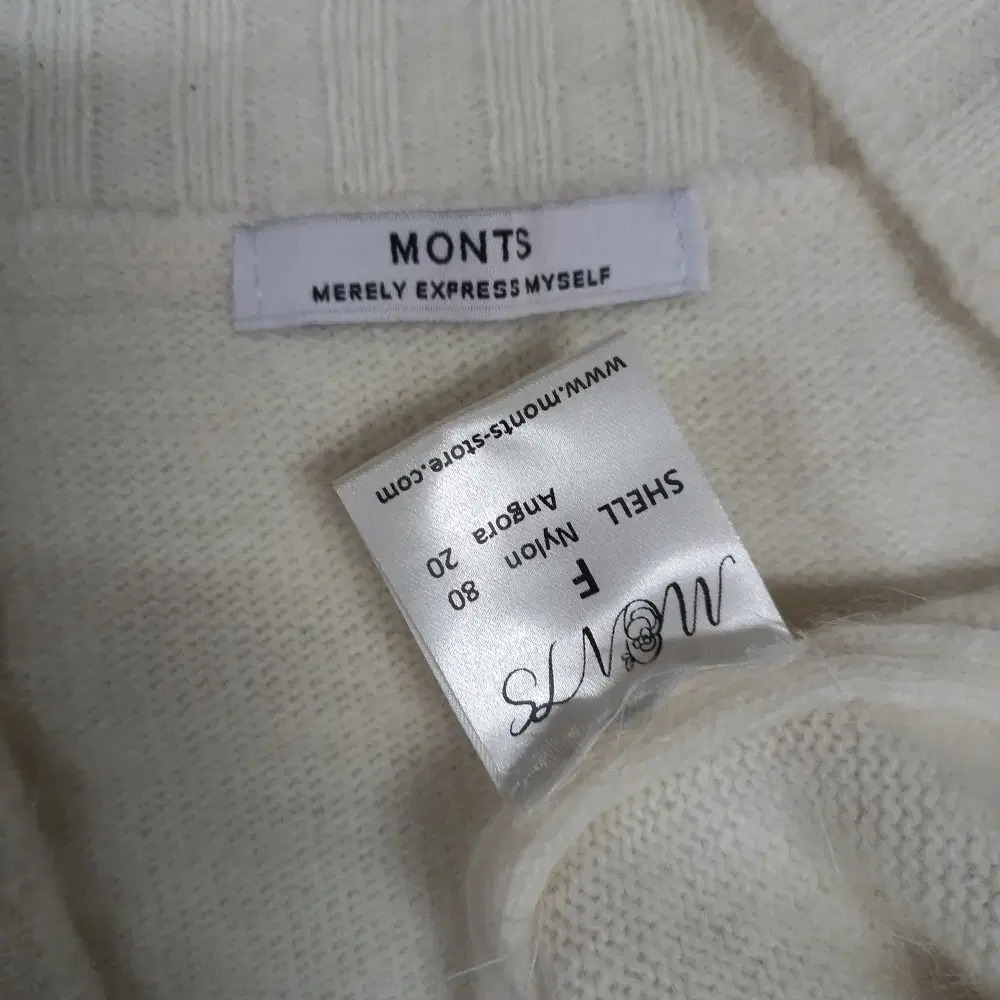 MONTS
MERELY EXPRESS MYSELF
MONTS
F
SHELL Nylon 80
Angora 20
www.monts-store.com